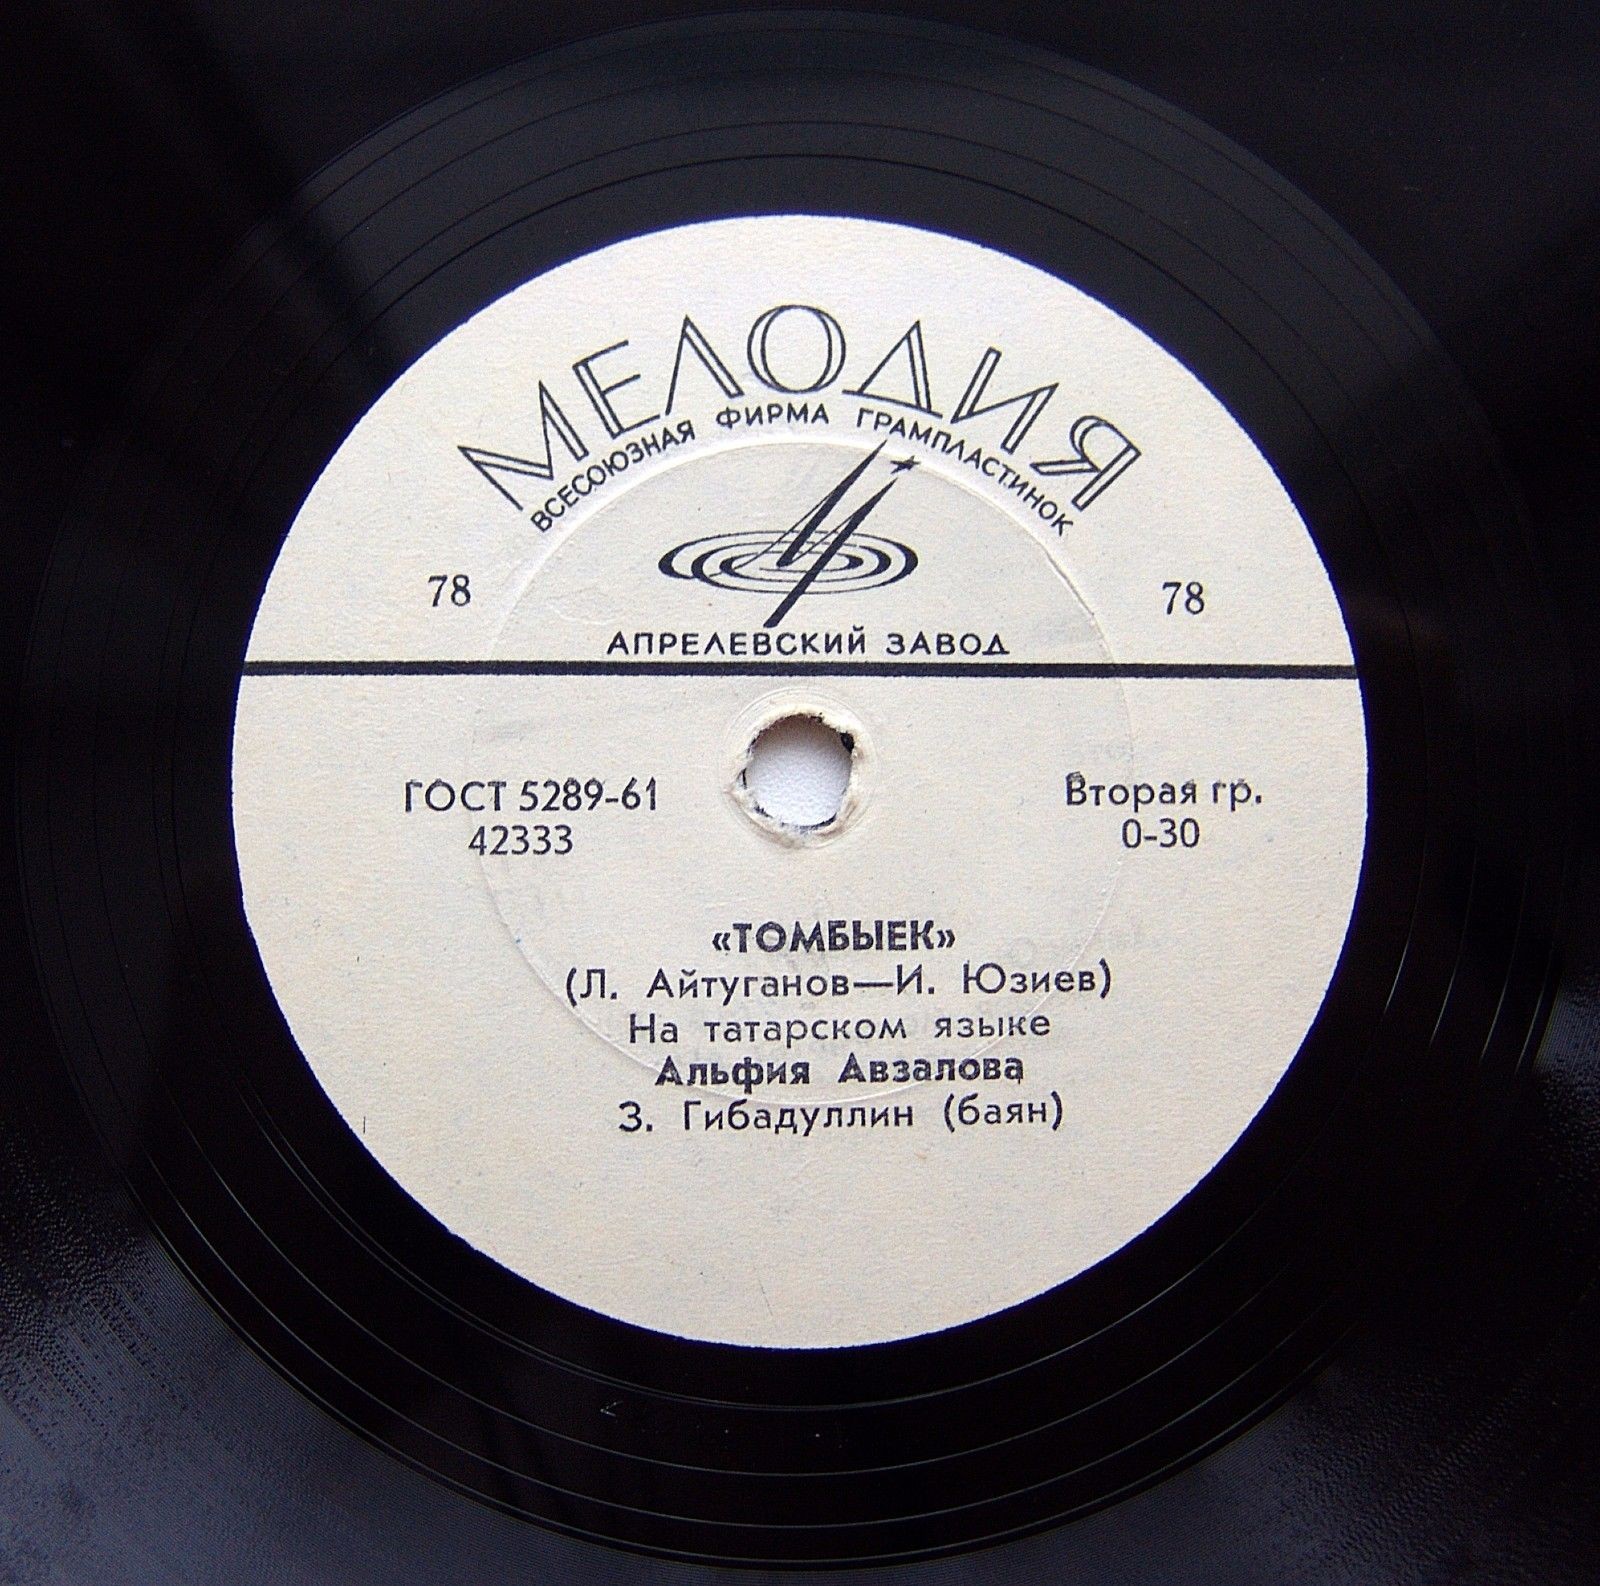 МЕЛОДИЯ
ВСЕСОЮЗНАЯ ФИРМА ГРАМПЛАСТИНОК
78 78
АПРЕЛЕВСКИЙ ЗАВОД
ГОСТ 5289-61 Вторая гр.
42333 0-30
«ТОМБЫЕК»
(Л. Айтуганов—И. Юзиев)
На татарском языке
Альфия Авзалова
З. Гибадуллин (баян)